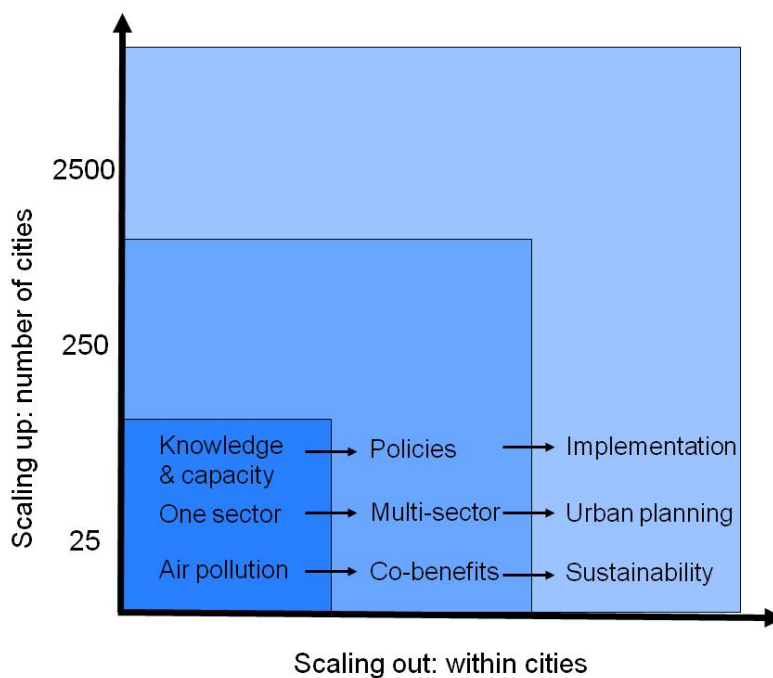 2500
250
25
Scaling up: number of cities
Knowledge
& capacity
Policies
Implementation
One sector
Multi-sector
Urban planning
Air pollution
Co-benefits
Sustainability
Scaling out: within cities